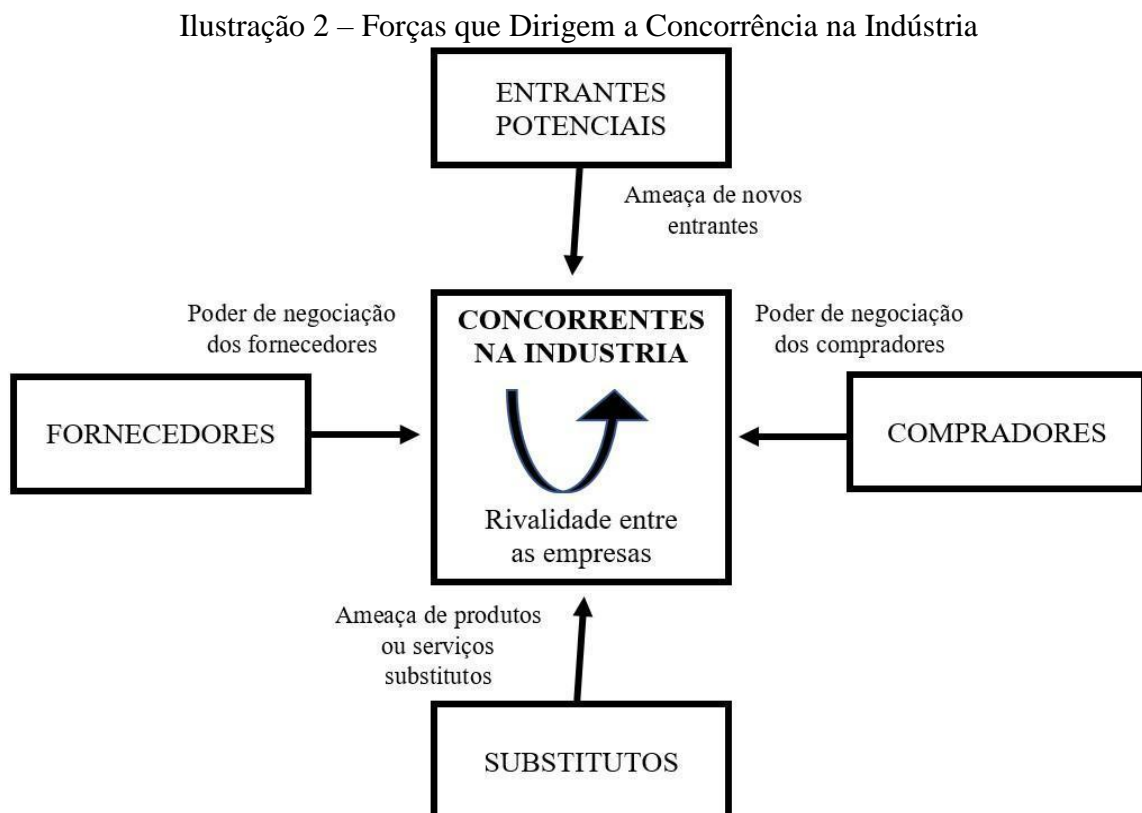 Ilustração 2 – Forças que Dirigem a Concorrência na Indústria
ENTRANTES
POTENCIAIS
Ameaça de novos
entrantes
Poder de negociação
dos fornecedores
CONCORRENTES
NA INDUSTRIA
Poder de negociação
dos compradores
FORNECEDORES
COMPRADORES
Rivalidade entre
as empresas
Ameaça de produtos
ou serviços
substitutos
SUBSTITUTOS